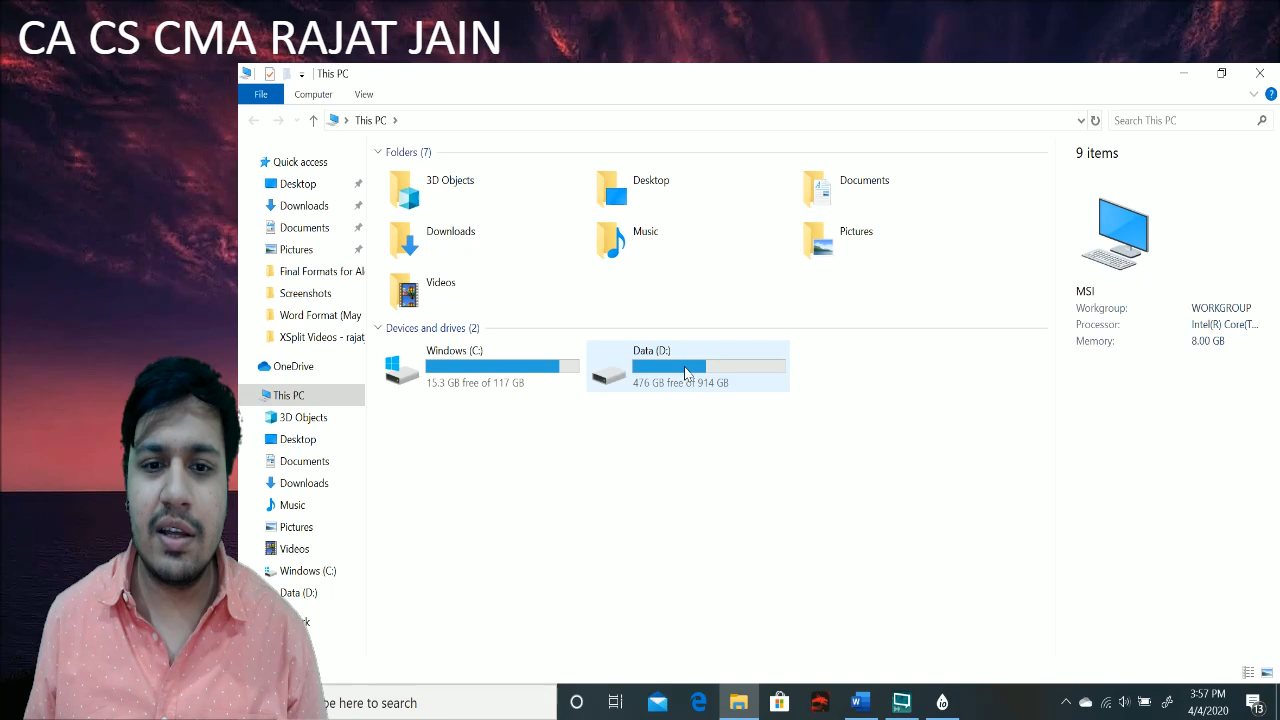 CA CS CMA RAJAT JAIN
This PC
File
Computer
View
This PC
Search This PC
Quick access
Desktop
Downloads
Documents
Pictures
Final Formats for
Screenshots
Word Format (May
XSplit Videos - rajat
OneDrive
This PC
3D Objects
Desktop
Documents
Downloads
Music
Pictures
Videos
Windows (C:)
Data (D:)
Folders (7)
3D Objects
Desktop
Documents
Downloads
Music
Pictures
Videos
Devices and drives (2)
Windows (C:)
15.3 GB free of 117 GB
Data (D:)
476 GB free of 914 GB
9 items
MSI
Workgroup: WORKGROUP
Processor: Intel(R) Core(T...
Memory: 8.00 GB
here to search
3:57 PM
4/4/2020